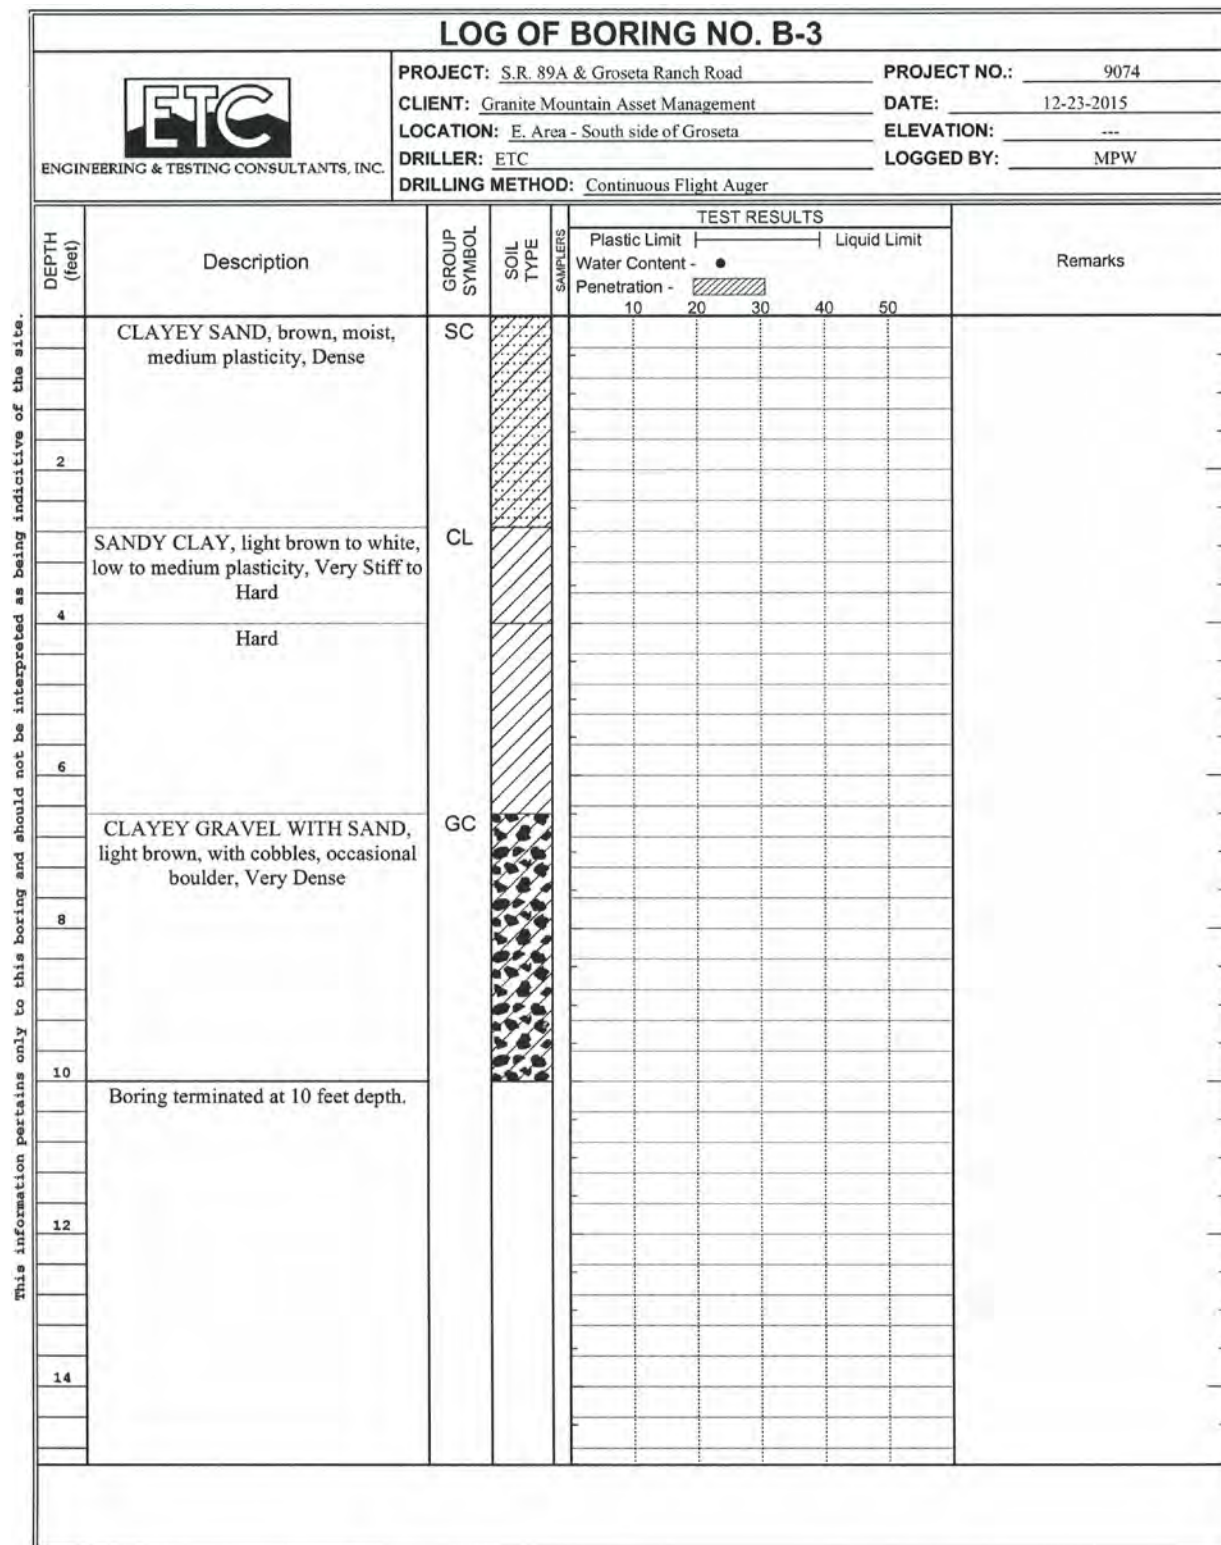 LOG OF BORING NO. B-3
ETC
ENGINEERING & TESTING CONSULTANTS, INC.
PROJECT: S.R. 89A & Groseta Ranch Road
PROJECT NO.: 9074
CLIENT: Granite Mountain Asset Management
DATE: 12-23-2015
LOCATION: E. Area - South side of Groseta
ELEVATION: ---
DRILLER: ETC
LOGGED BY: MPW
DRILLING METHOD: Continuous Flight Auger
DEPTH
(feet)
Description
GROUP
SYMBOL
SOIL
TYPE
SAMPLERS
TEST RESULTS
Plastic Limit Liquid Limit
Water Content -
Penetration -
10 20 30 40 50
Remarks
CLAYEY SAND, brown, moist,
medium plasticity, Dense
SC
2
SANDY CLAY, light brown to white,
low to medium plasticity, Very Stiff to
Hard
CL
4
Hard
6
CLAYEY GRAVEL WITH SAND,
light brown, with cobbles, occasional
boulder, Very Dense
GC
8
10
Boring terminated at 10 feet depth.
12
14
This information pertains only to this boring and should not be interpreted as being indicitive of the site.